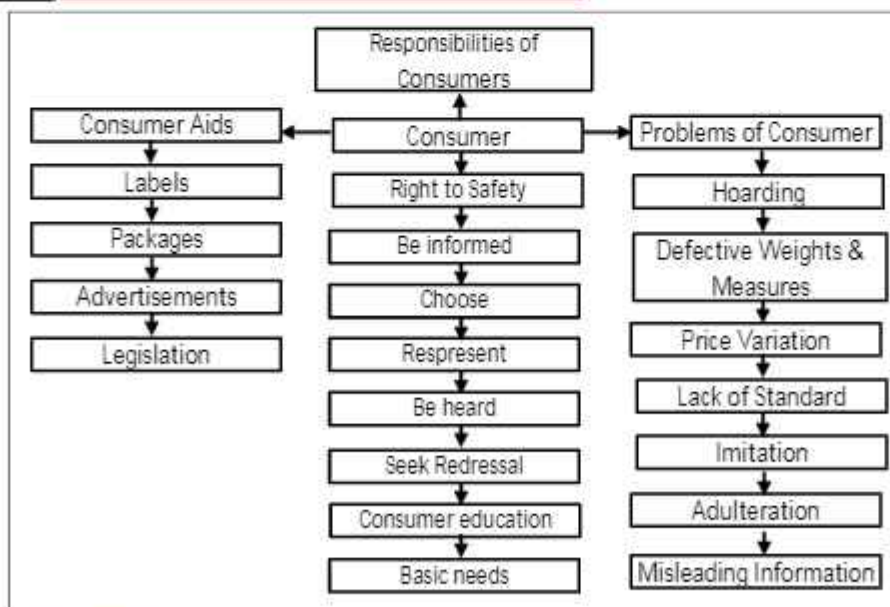 Responsibilities of
Consumers
Consumer Aids
Labels
Packages
Advertisements
Legislation
Consumer
Right to Safety
Be informed
Choose
Respresent
Be heard
Seek Redressal
Consumer education
Basic needs
Problems of Consumer
Hoarding
Defective Weights &
Measures
Price Variation
Lack of Standard
Imitation
Adulteration
Misleading Information